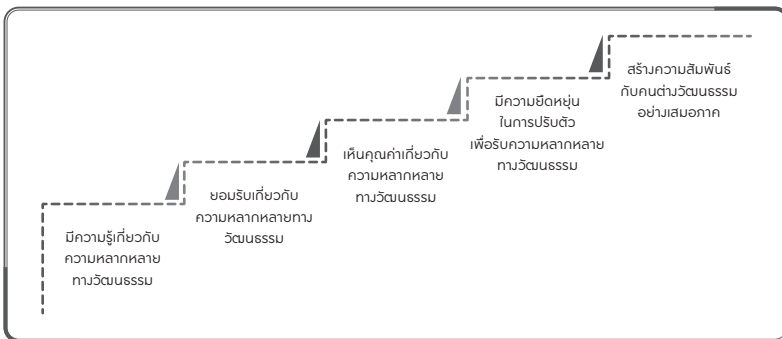 มีความรู้เกี่ยวกับ
ความหลากหลาย
ทางวัฒนธรรม
ยอมรับเกี่ยวกับ
ความหลากหลายทาง
วัฒนธรรม
เห็นคุณค่าเกี่ยวกับ
ความหลากหลาย
ทางวัฒนธรรม
มีความยืดหยุ่น
ในการปรับตัว
เพื่อรับความหลากหลาย
ทางวัฒนธรรม
สร้างความสัมพันธ์
กับคนต่างวัฒนธรรม
อย่างเสมอภาค